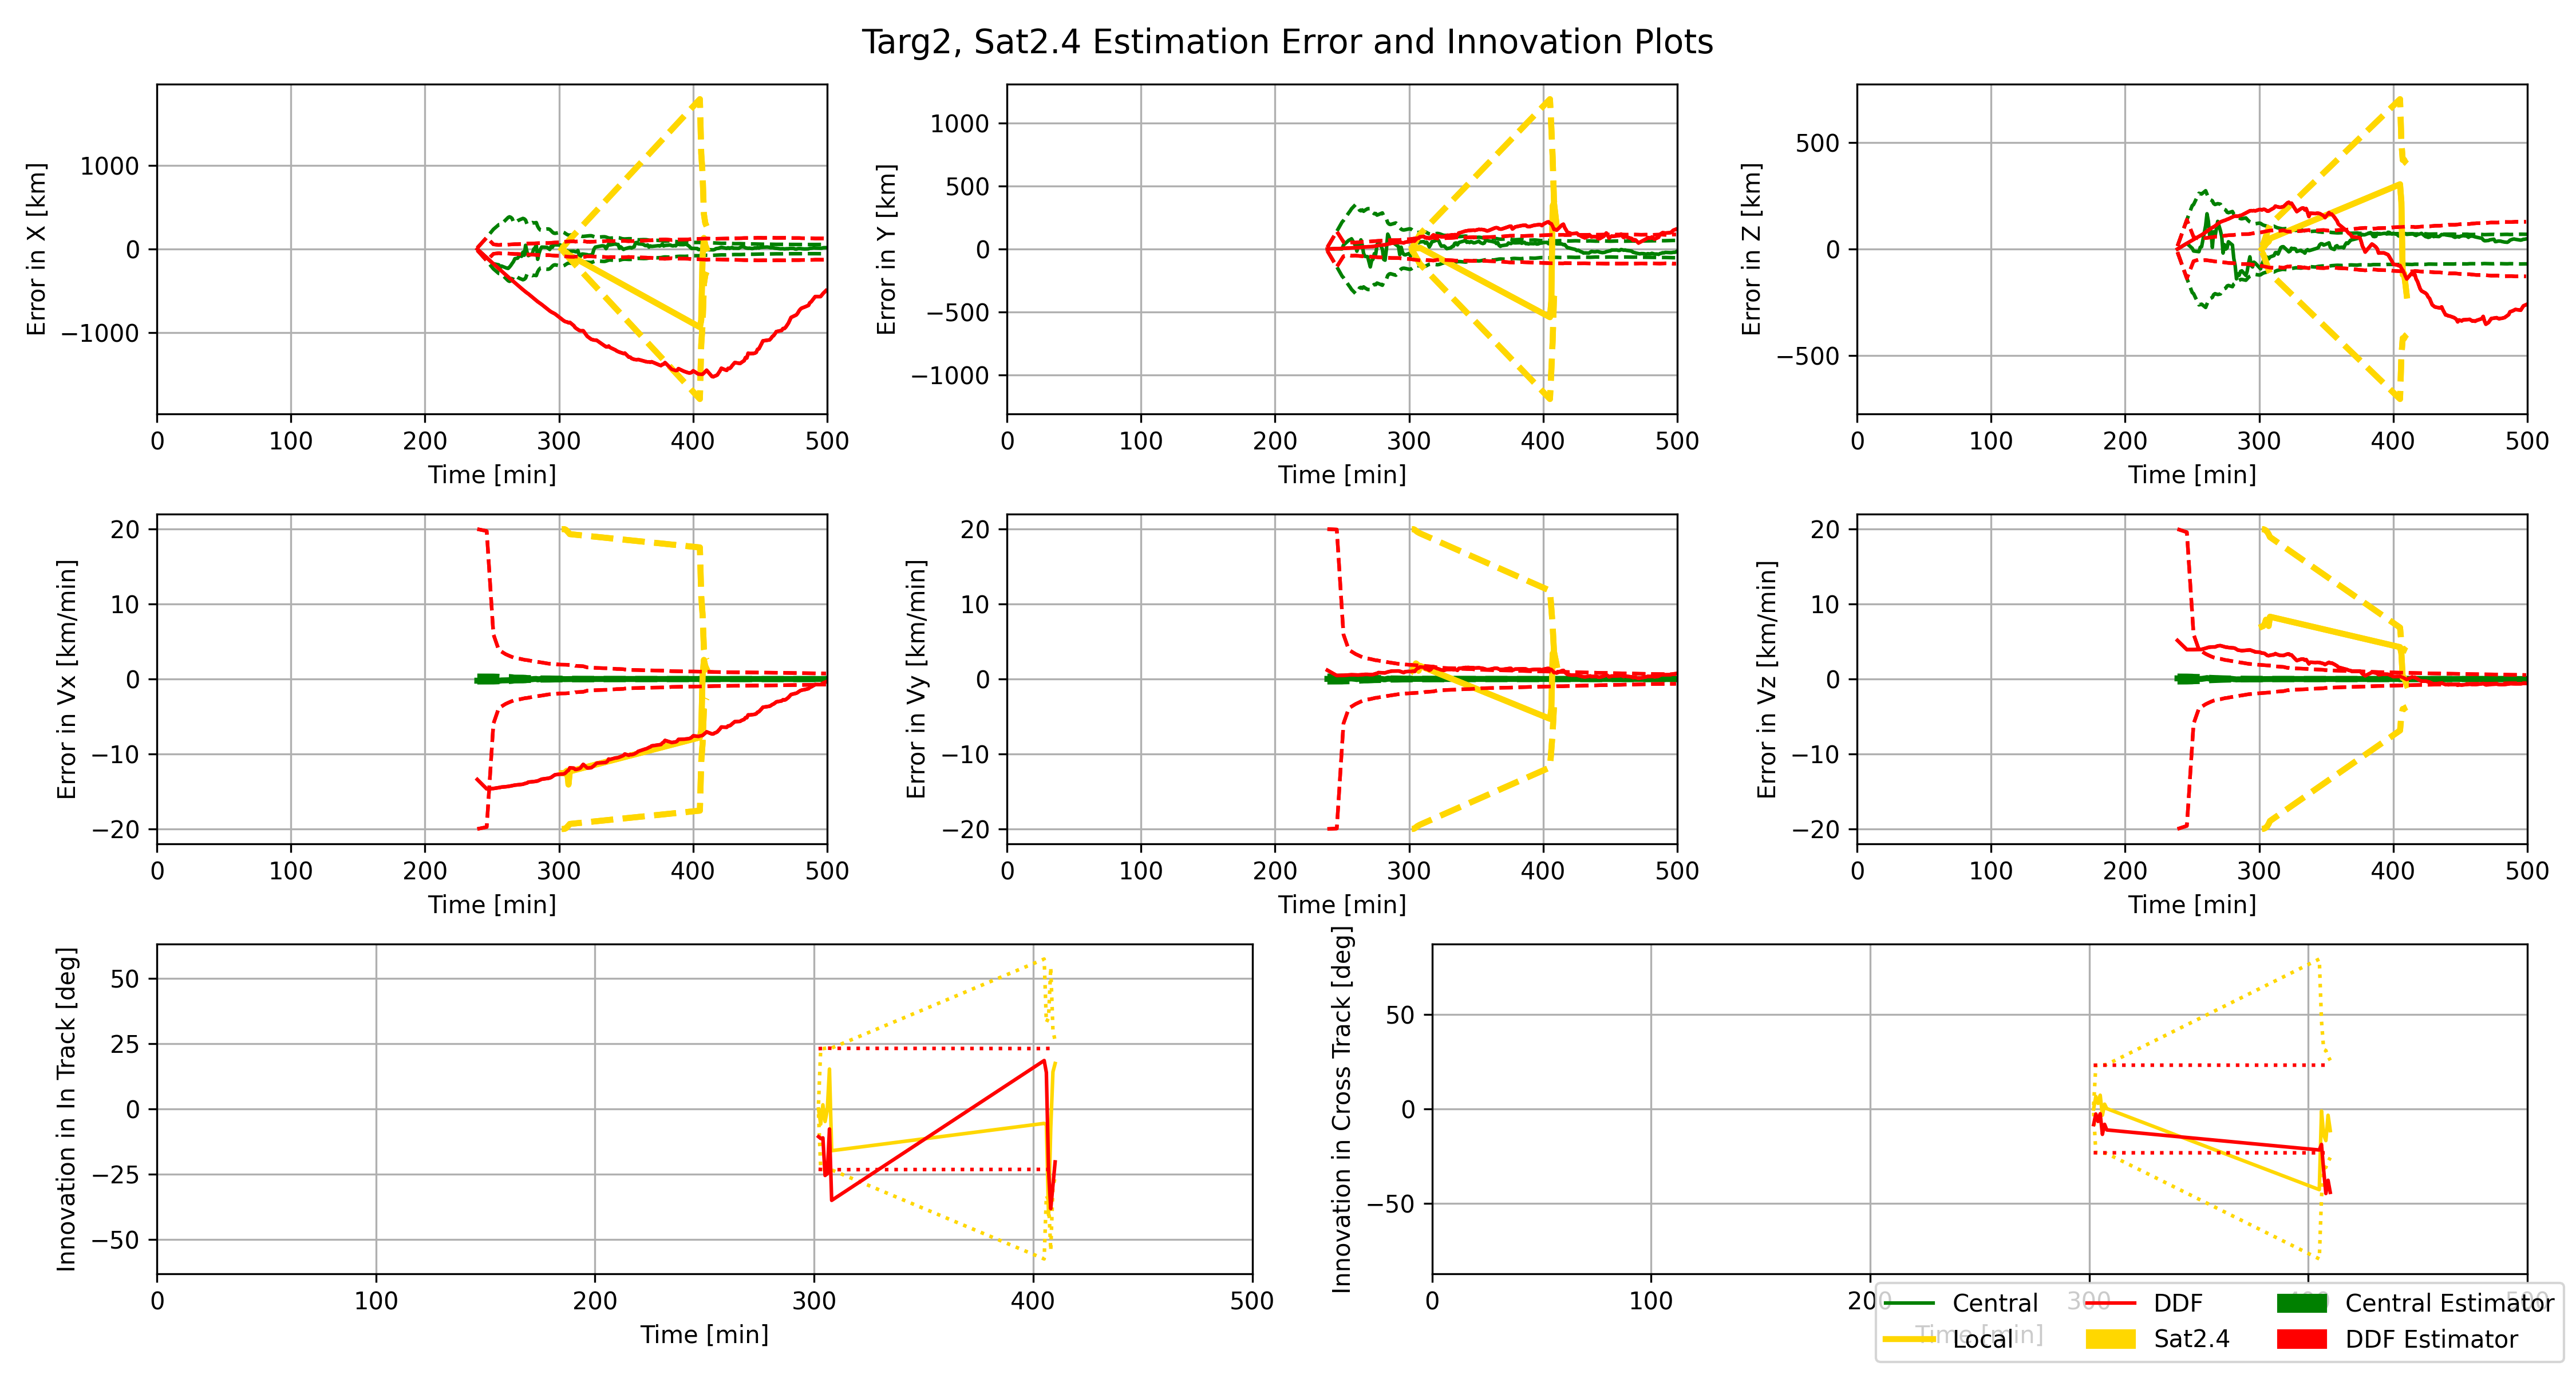 Targ2, Sat2.4 Estimation Error and Innovation Plots
Error in X [km]
1000
0
−1000
0 100 200 300 400 500
Time [min]
Error in Y [km]
1000
500
0
−500
−1000
0 100 200 300 400 500
Time [min]
Error in Z [km]
500
0
−500
0 100 200 300 400 500
Time [min]
Error in Vx [km/min]
20
10
0
−10
−20
0 100 200 300 400 500
Time [min]
Error in Vy [km/min]
20
10
0
−10
−20
0 100 200 300 400 500
Time [min]
Error in Vz [km/min]
20
10
0
−10
−20
0 100 200 300 400 500
Time [min]
Innovation in In Track [deg]
50
25
0
−25
−50
0 100 200 300 400 500
Time [min]
Innovation in Cross Track [deg]
50
0
−50
0 100 200 300 400 500
Time [min]
Central DDF Central Estimator
Local Sat2.4 DDF Estimator